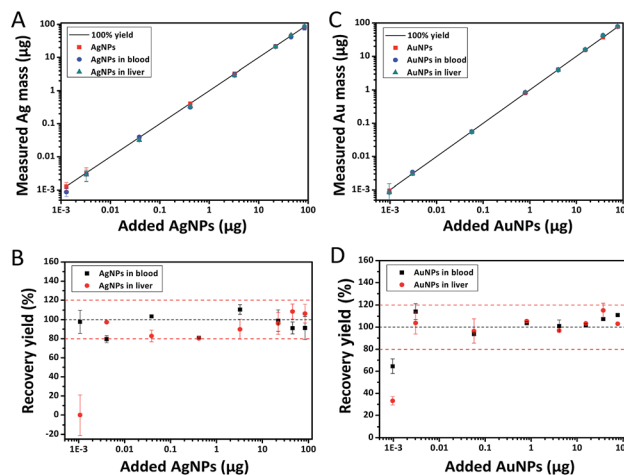 A
Measured Ag mass (µg)
100
10
1
0.1
0.01
1E-3
100% yield
AgNPs
AgNPs in blood
AgNPs in liver
1E-3 0.01 0.1 1 10 100
Added AgNPs (µg)
C
Measured Au mass (µg)
100
10
1
0.1
0.01
1E-3
100% yield
AuNPs
AuNPs in blood
AuNPs in liver
1E-3 0.01 0.1 1 10 100
Added AuNPs (µg)
B
Recovery yield (%)
160
140
120
100
80
60
40
20
0
-20
AgNPs in blood
AgNPs in liver
1E-3 0.01 0.1 1 10 100
Added AgNPs (µg)
D
Recovery yield (%)
160
140
120
100
80
60
40
20
0
AuNPs in blood
AuNPs in liver
1E-3 0.01 0.1 1 10 100
Added AuNPs (µg)